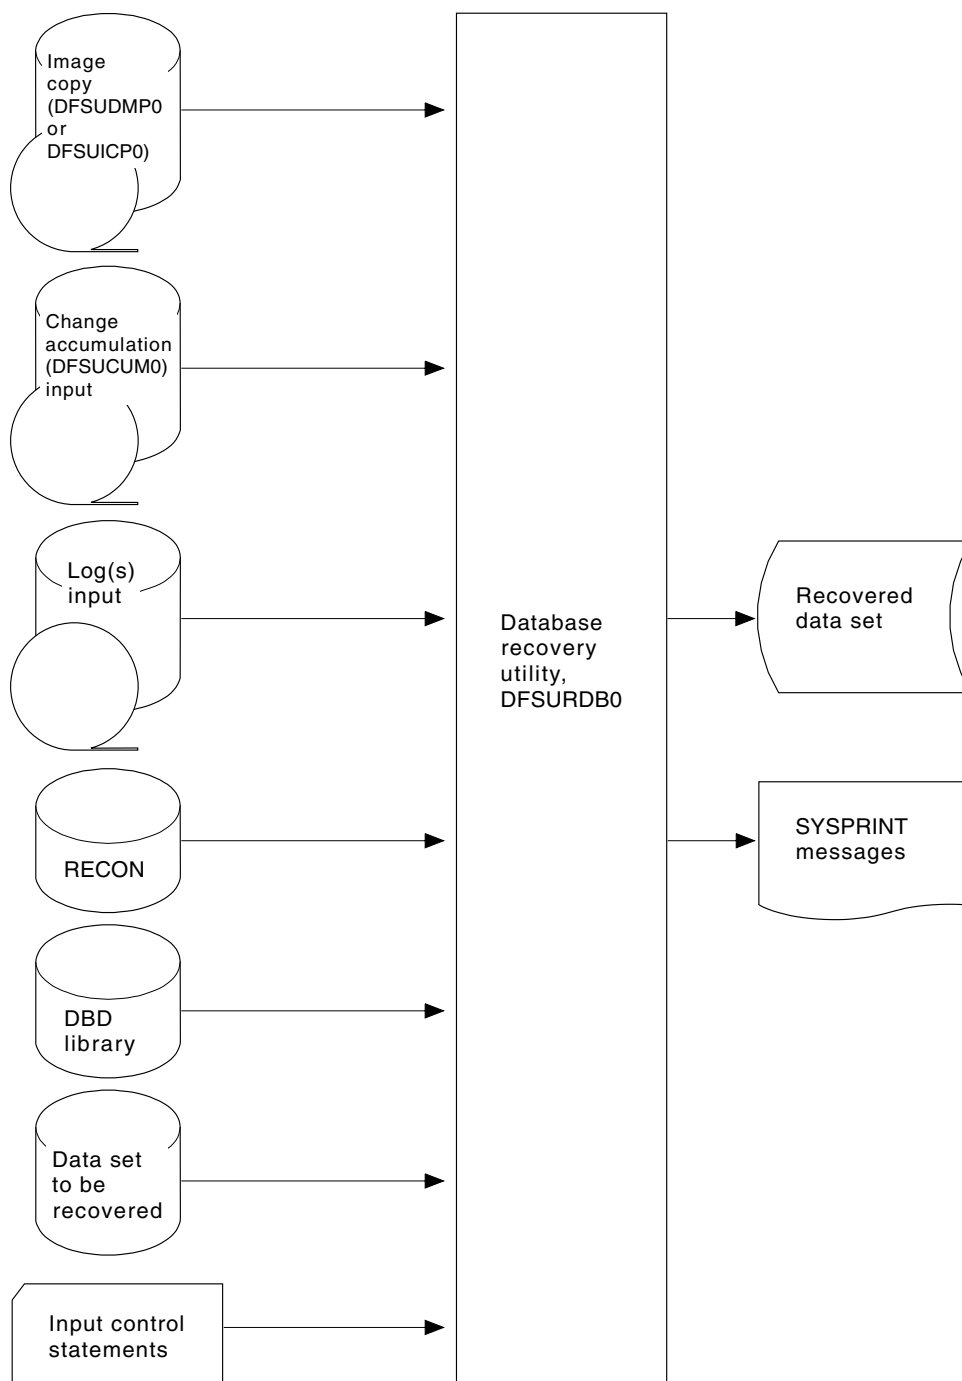 Image
copy
(DFSUDMP0
or
DFSUICP0)
Change
accumulation
(DFSUCUM0)
input
Log(s)
input
RECON
DBD
library
Data set
to be
recovered
Input control
statements
Database
recovery
utility,
DFSURDB0
Recovered
data set
SYSPRINT
messages